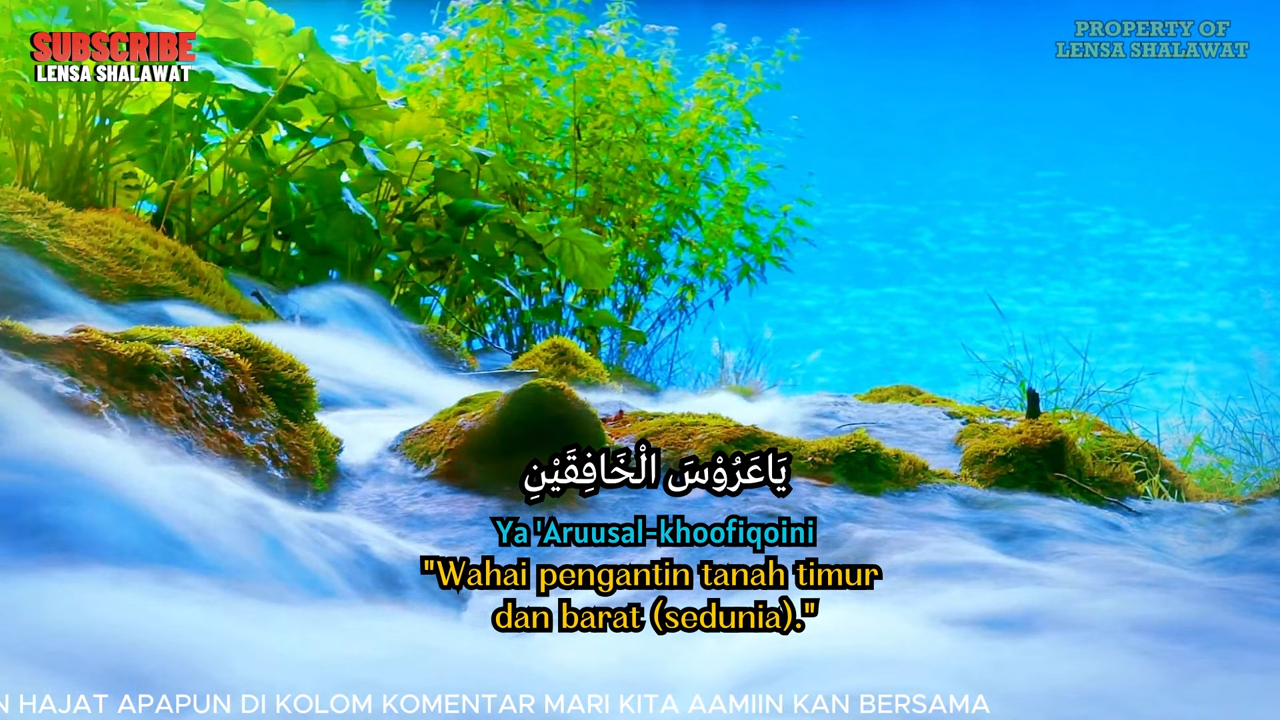 SUBSCRIBE
LENSA SHALAWAT
PROPERTY OF
LENSA SHALAWAT
يَاعَرُوْسَ الْخَافِقَيْنِ
Ya 'Aruusal-khoofiqoini
"Wahai pengantin tanah timur
dan barat (sedunia)."
N HAJAT APAPUN DI KOLOM KOMENTAR MARI KITA AAMIIN KAN BERSAMA